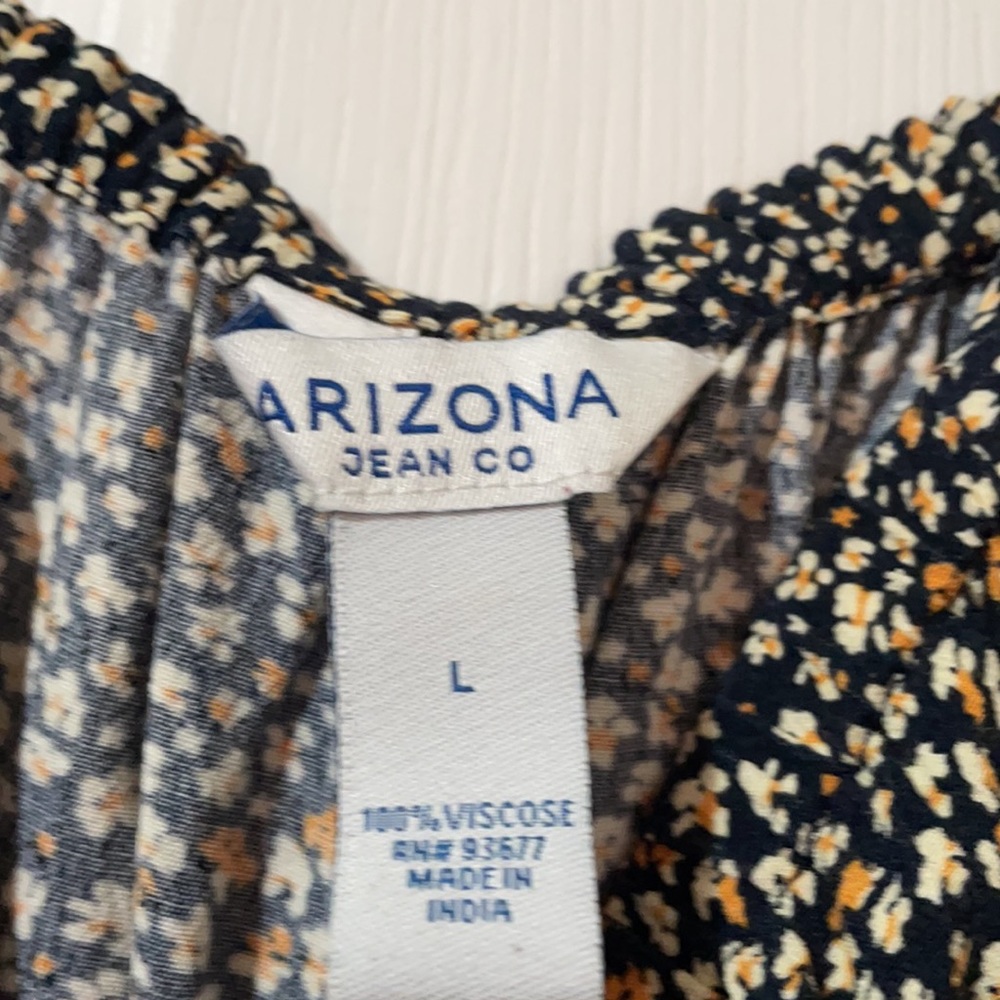 ARIZONA
JEAN CO
L
100% VISCOSE
RN# 93677
MADE IN
INDIA